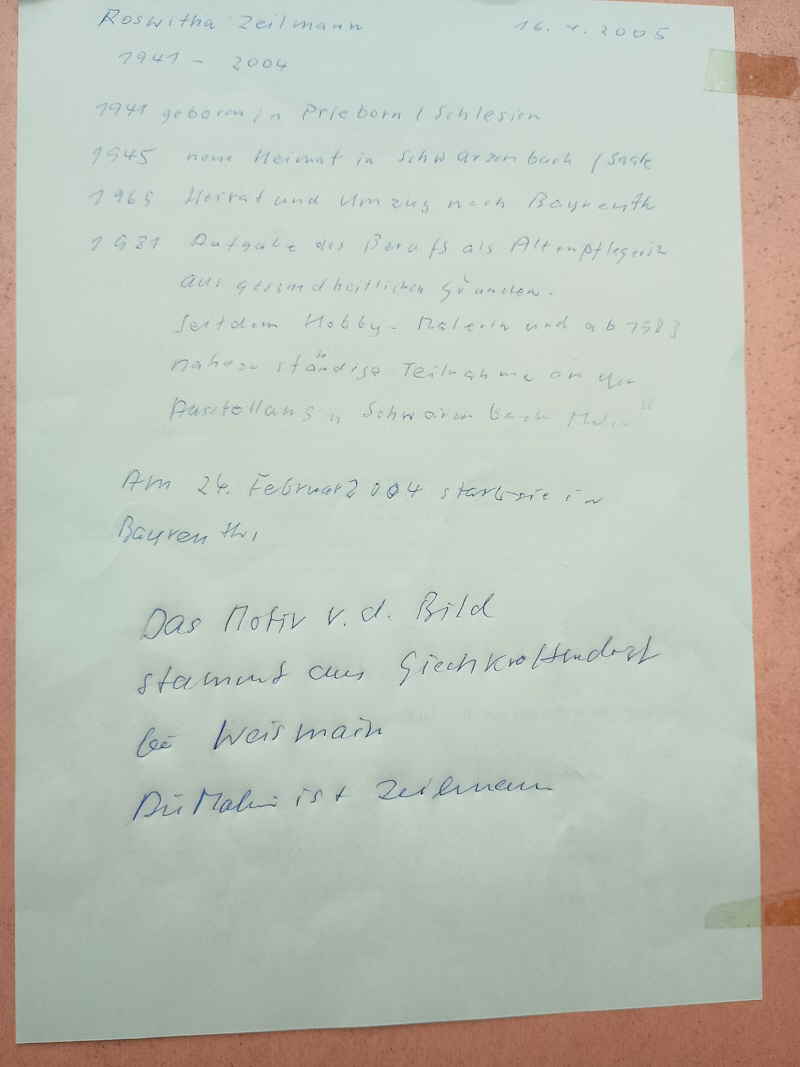 Roswitha Zeilmann 16.4.2005
1941 - 2004
1941 geboren in Prieborn / Schlesien
1945 neue Heimat in Schwarzenbach / Saale
1965 Heirat und Umzug nach Bayreuth
1981 Aufgabe des Berufs als Altenpflegerin
aus gesundheitlichen Gründen.
Seitdem Hobby-Malerin und ab 1983
nahezu ständige Teilnahme an der
Ausstellung "Schwarzenbach
Am 24. Februar 2004 starb sie in
Bayreuth.
Das Motiv v. d. Bild
stammt aus Giechkröttendorf
bei Weismain
Die Malerin ist Zeilmann